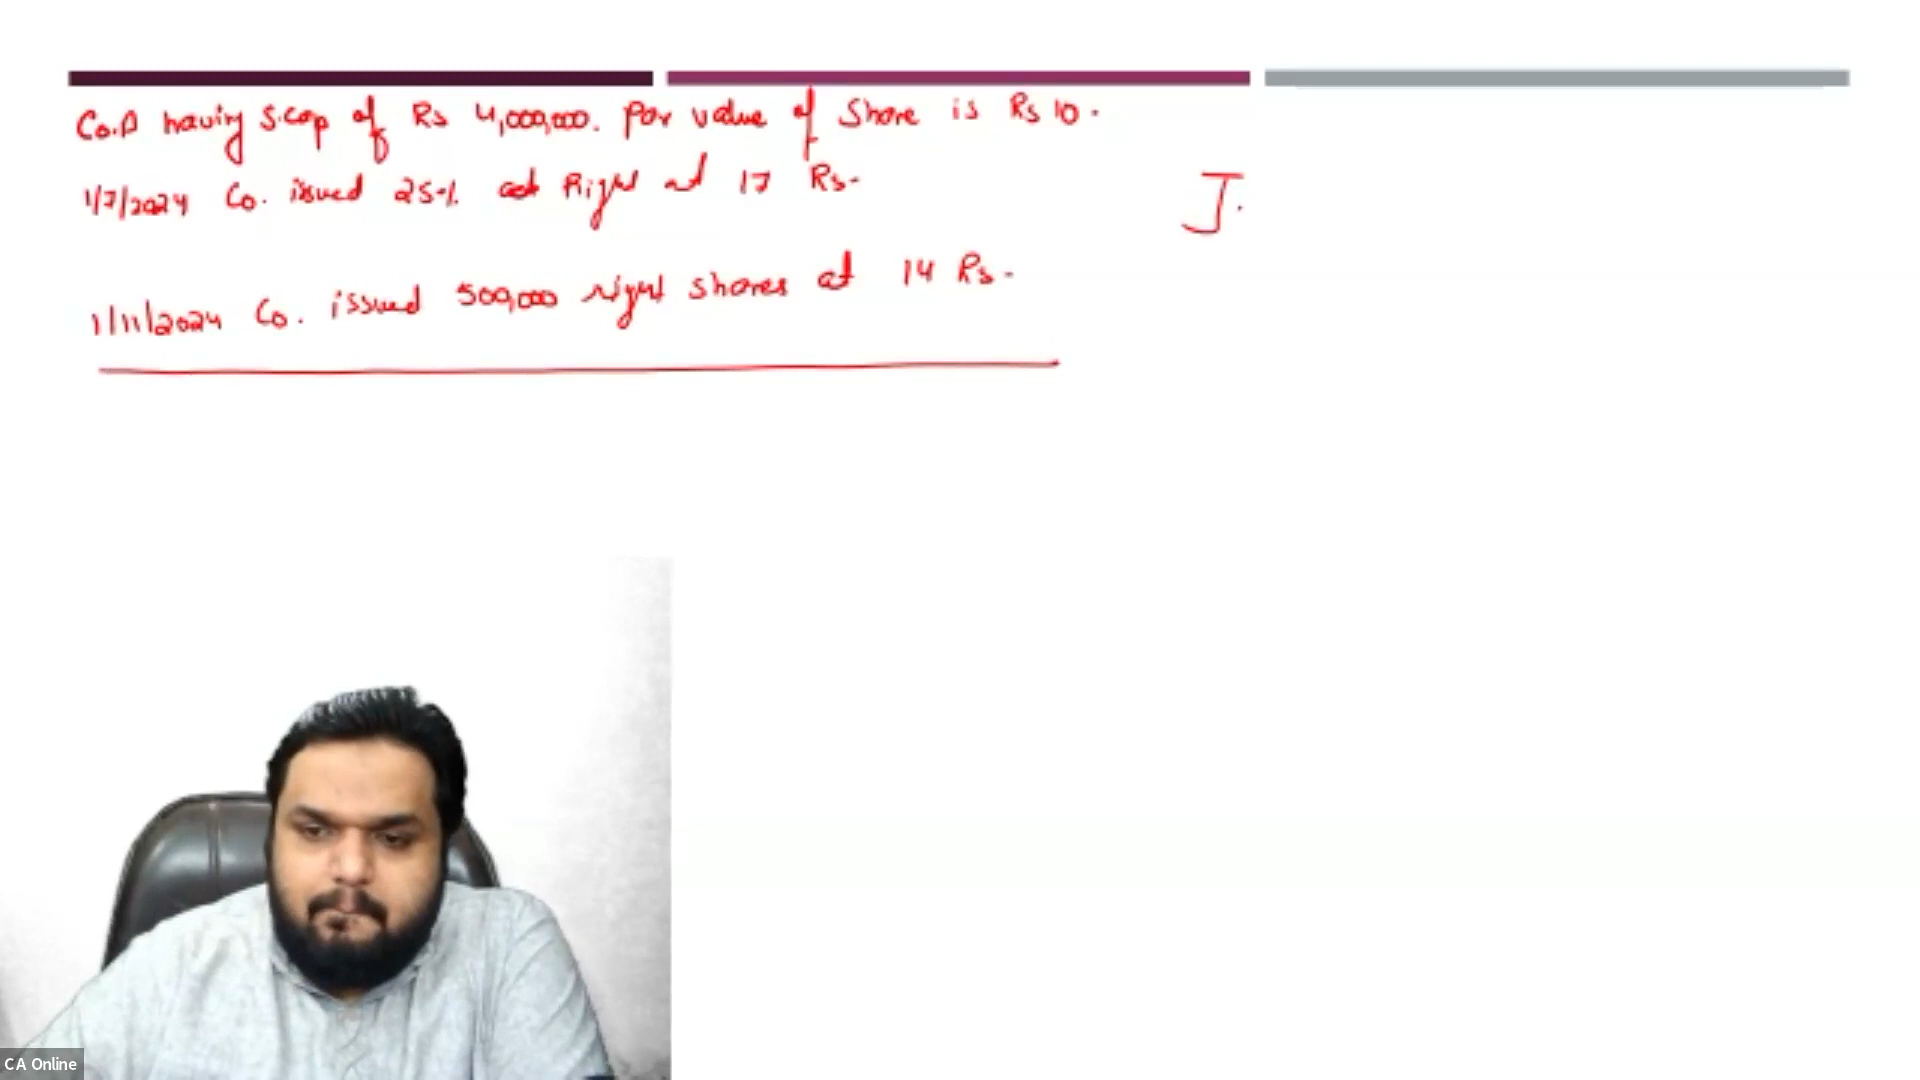 Co. A having S.cap of Rs 4,000,000. Par value of Share is Rs 10.
1/7/2024 Co. issued 25% Right at 17 Rs.
J.
1/11/2024 Co. issued 500,000 right shares at 14 Rs.
CA Online